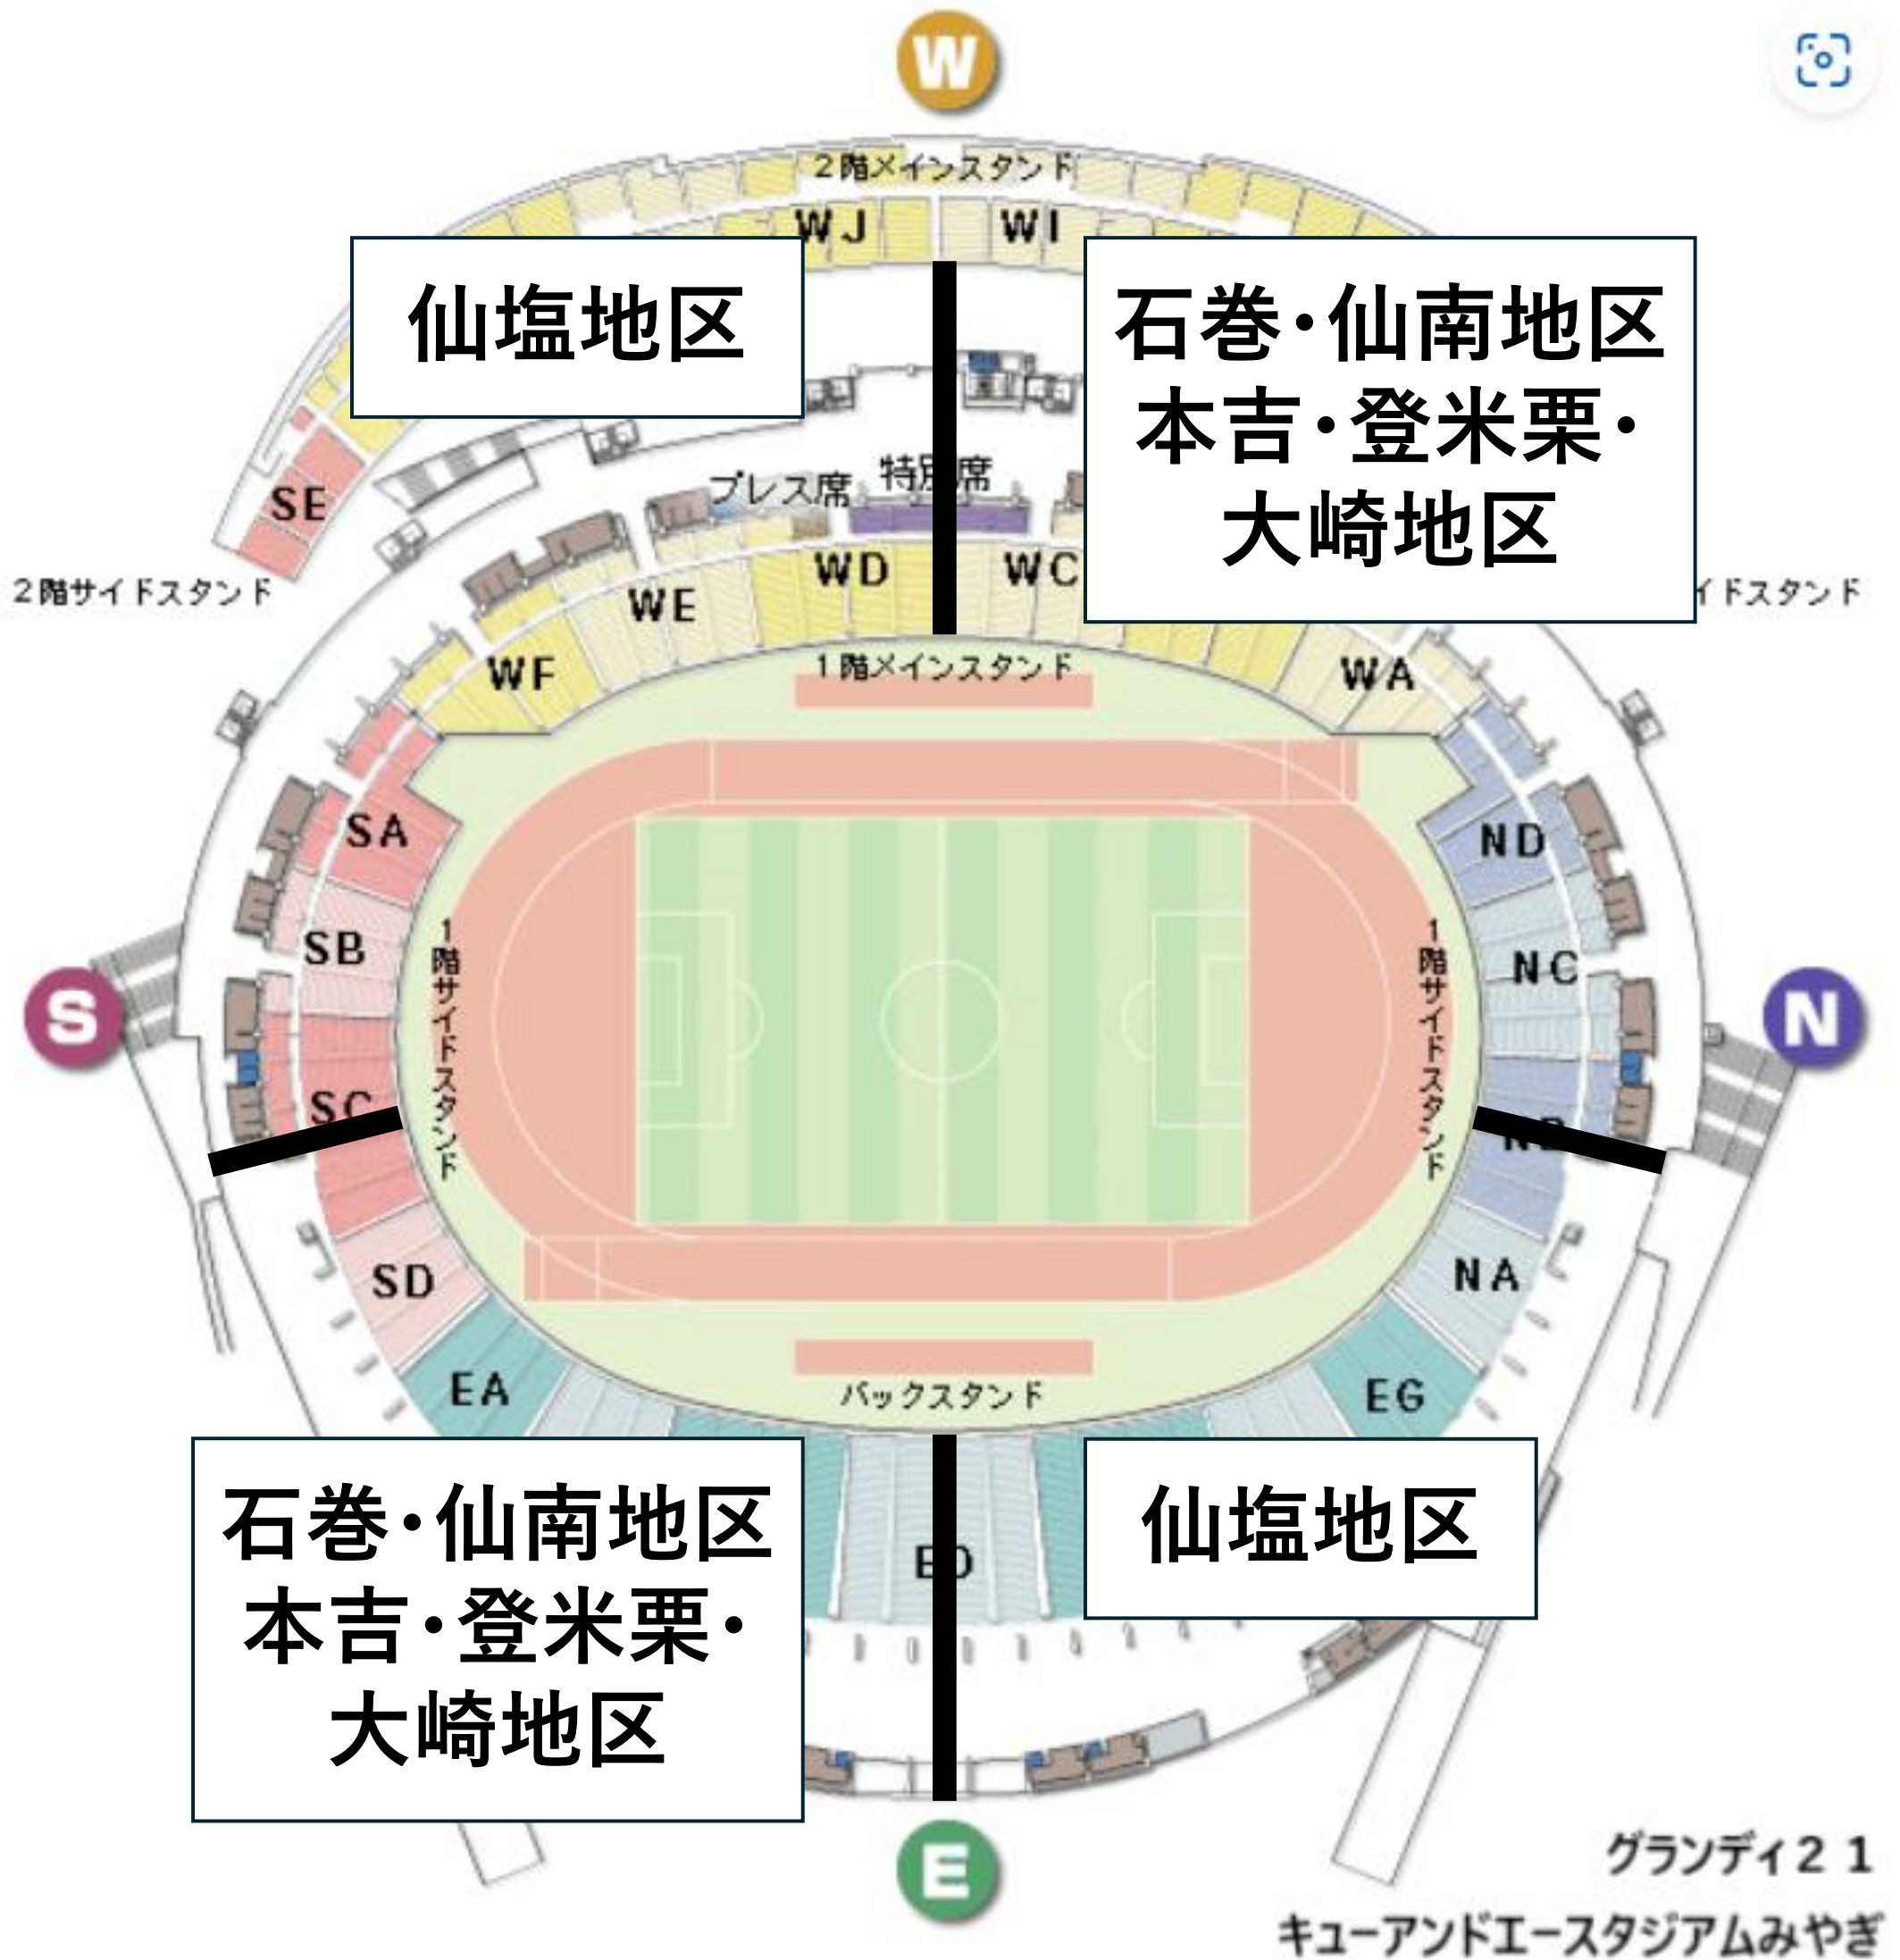 W
2階メインスタンド
WJ
WI
仙塩地区
石巻・仙南地区
本吉・登米栗・
大崎地区
SE
2階サイドスタンド
イドスタンド
プレス席
特別席
WF
WE
WD
WC
WA
1階メインスタンド
SA
SB
SC
SD
S
1階サイドスタンド
1階サイドスタンド
ND
NC
NB
NA
N
EA
バックスタンド
EG
石巻・仙南地区
本吉・登米栗・
大崎地区
ED
仙塩地区
E
グランディ21
キューアンドエースタジアムみやぎ